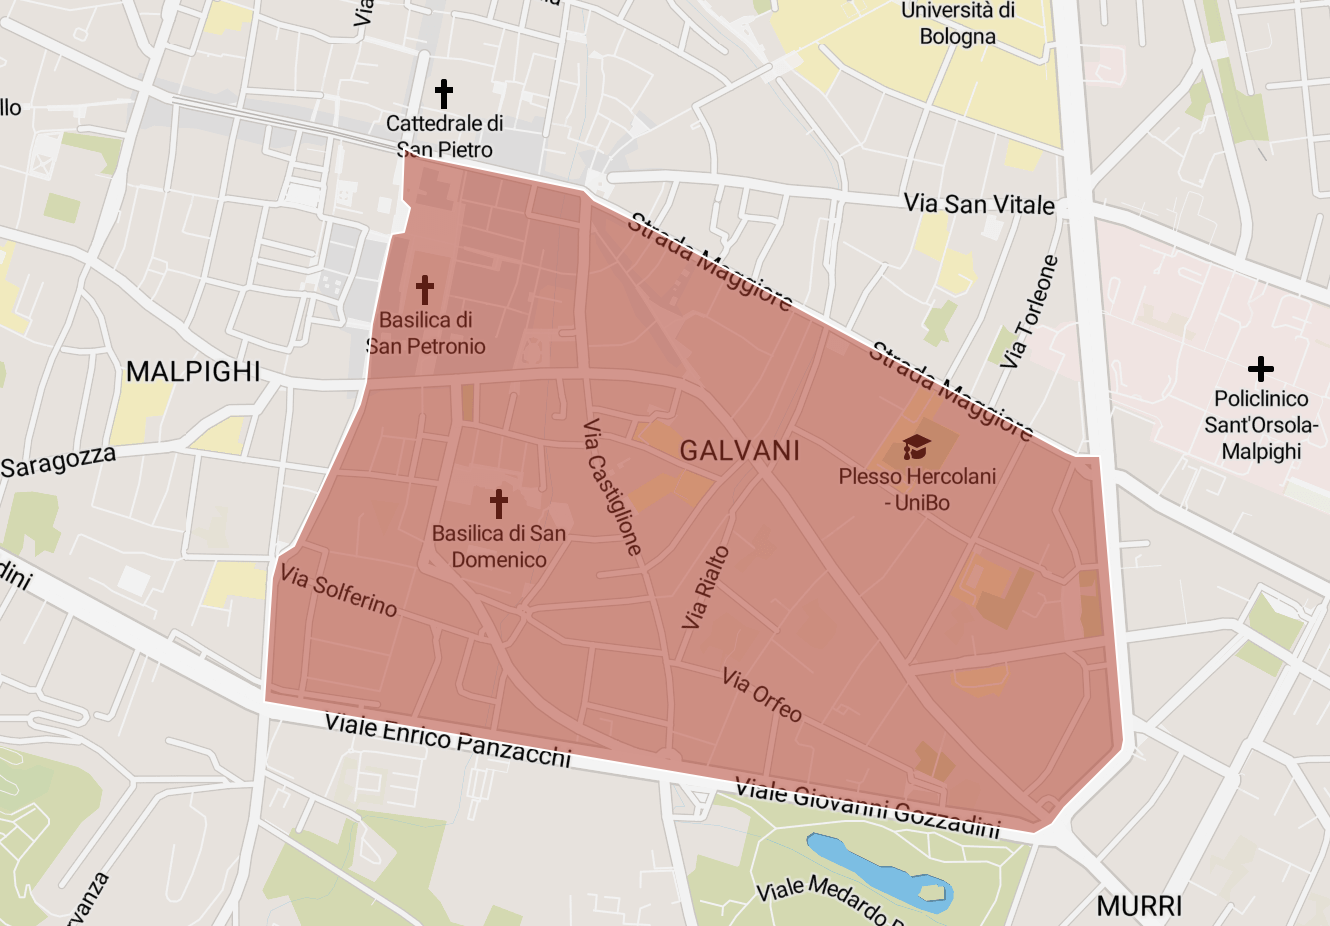 Via
Università di
Bologna
llo
Cattedrale di
San Pietro
Via San Vitale
Strada Maggiore
Via Torleone
Basilica di
San Petronio
MALPIGHI
Strada Maggiore
Policlinico
Sant'Orsola-
Malpighi
Saragozza
Via Castiglione
GALVANI
Plesso Hercolani
- UniBo
Basilica di San
Domenico
dini
Via Solferino
Via Rialto
Via Orfeo
Viale Enrico Panzacchi
Viale Giovanni Gozzadini
Viale Medardo
rvanza
MURRI